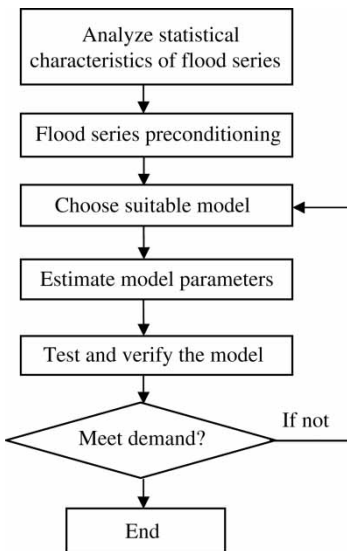 Analyze statistical
characteristics of flood series
Flood series preconditioning
Choose suitable model
Estimate model parameters
Test and verify the model
Meet demand?
If not
End